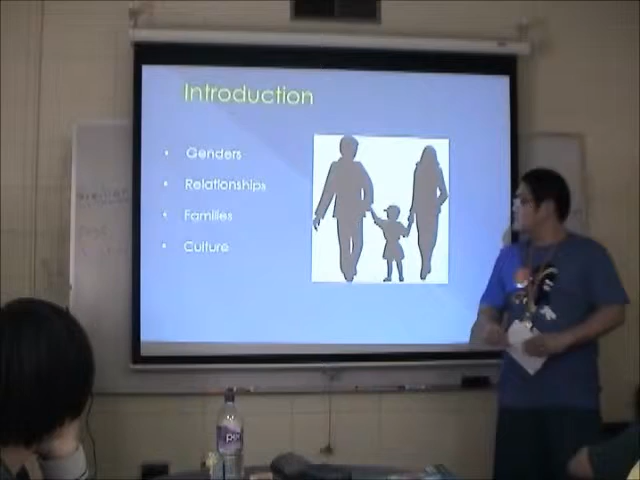 Introduction
• Genders
• Relationships
• Families
• Culture